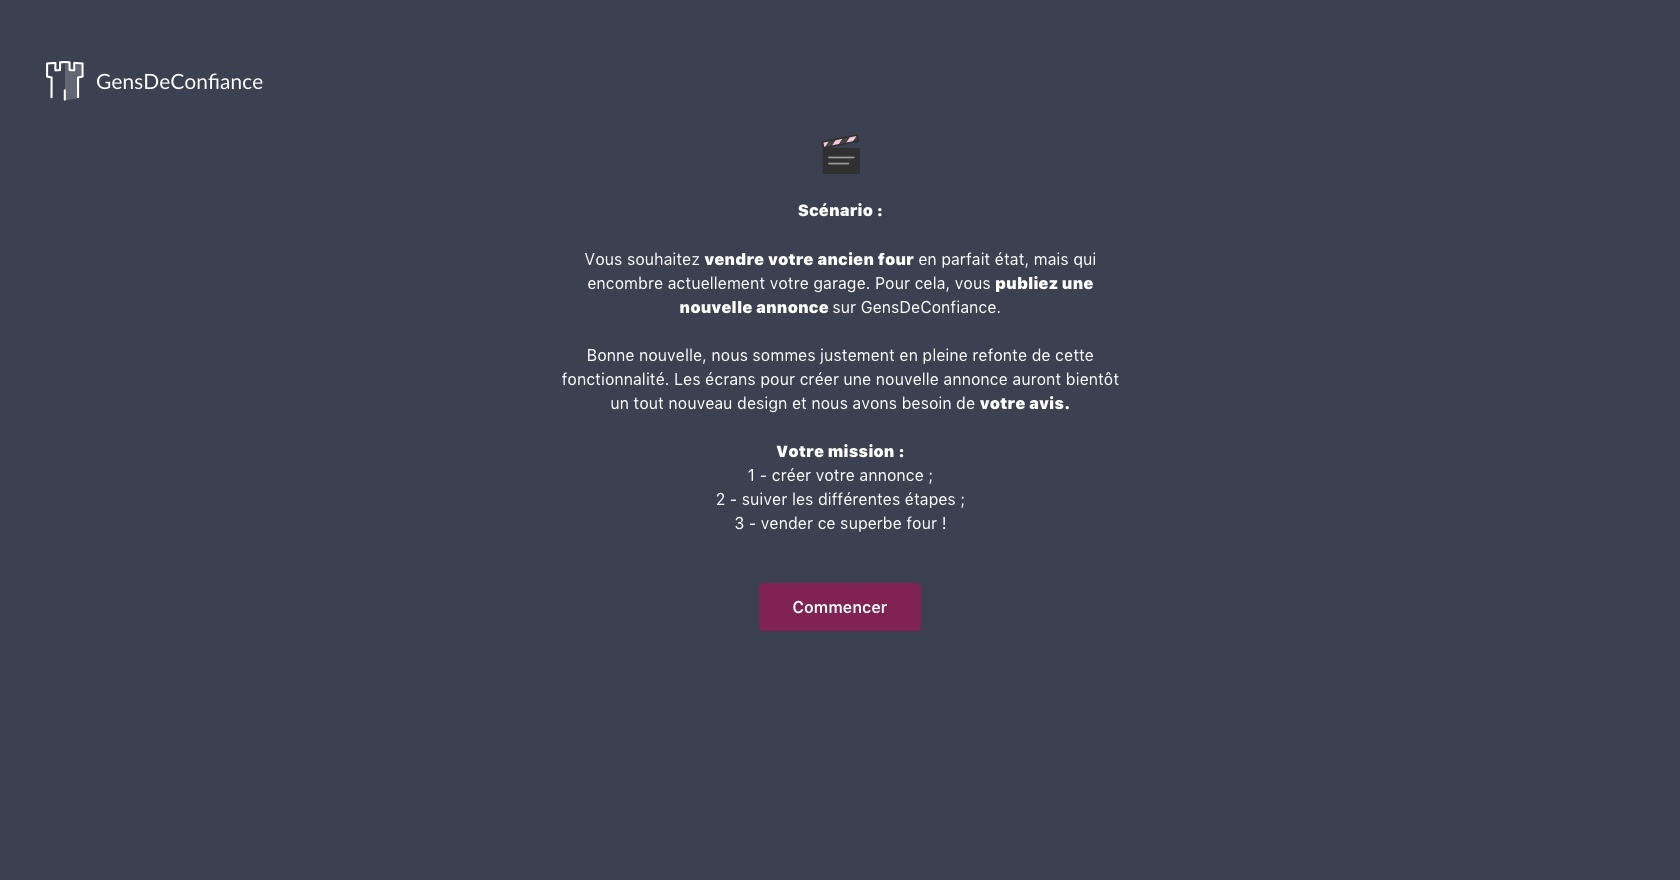 GensDeConfiance
Scénario :
Vous souhaitez vendre votre ancien four en parfait état, mais qui
encombre actuellement votre garage. Pour cela, vous publiez une
nouvelle annonce sur GensDeConfiance.
Bonne nouvelle, nous sommes justement en pleine refonte de cette
fonctionnalité. Les écrans pour créer une nouvelle annonce auront bientôt
un tout nouveau design et nous avons besoin de votre avis.
Votre mission :
1 - créer votre annonce ;
2 - suiver les différentes étapes ;
3 - vender ce superbe four !
Commencer